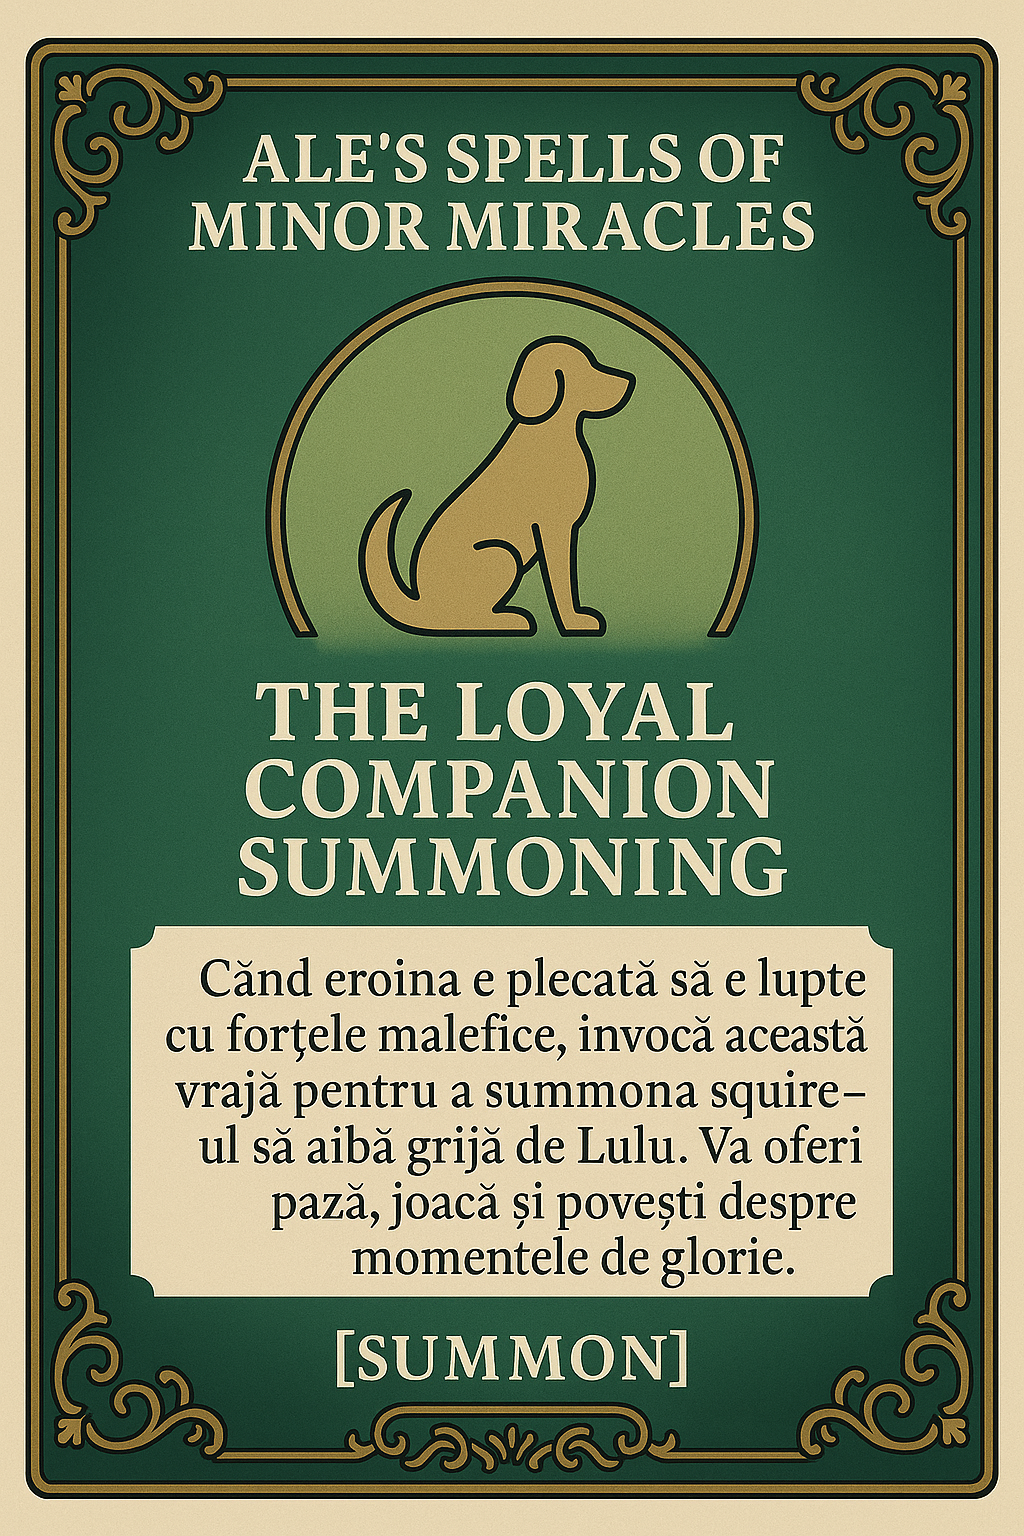 ALE'S SPELLS OF
MINOR MIRACLES
THE LOYAL
COMPANION
SUMMONING
Cănd eroina e plecată să e lupte
cu forțele malefice, invocă această
vrajă pentru a summona squire–
ul să aibă grijă de Lulu. Va oferi
pază, joacă și povești despre
momentele de glorie.
[SUMMON]